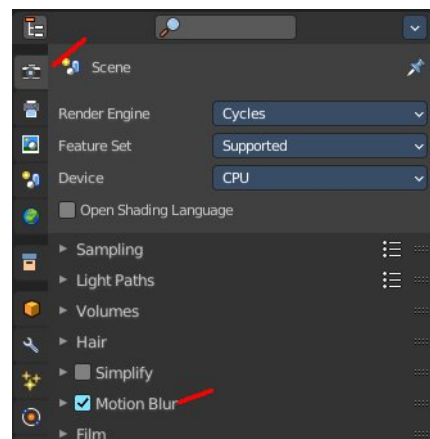 Scene
Render Engine Cycles
Feature Set Supported
Device CPU
Open Shading Language
Sampling
Light Paths
Volumes
Hair
Simplify
Motion Blur
Film